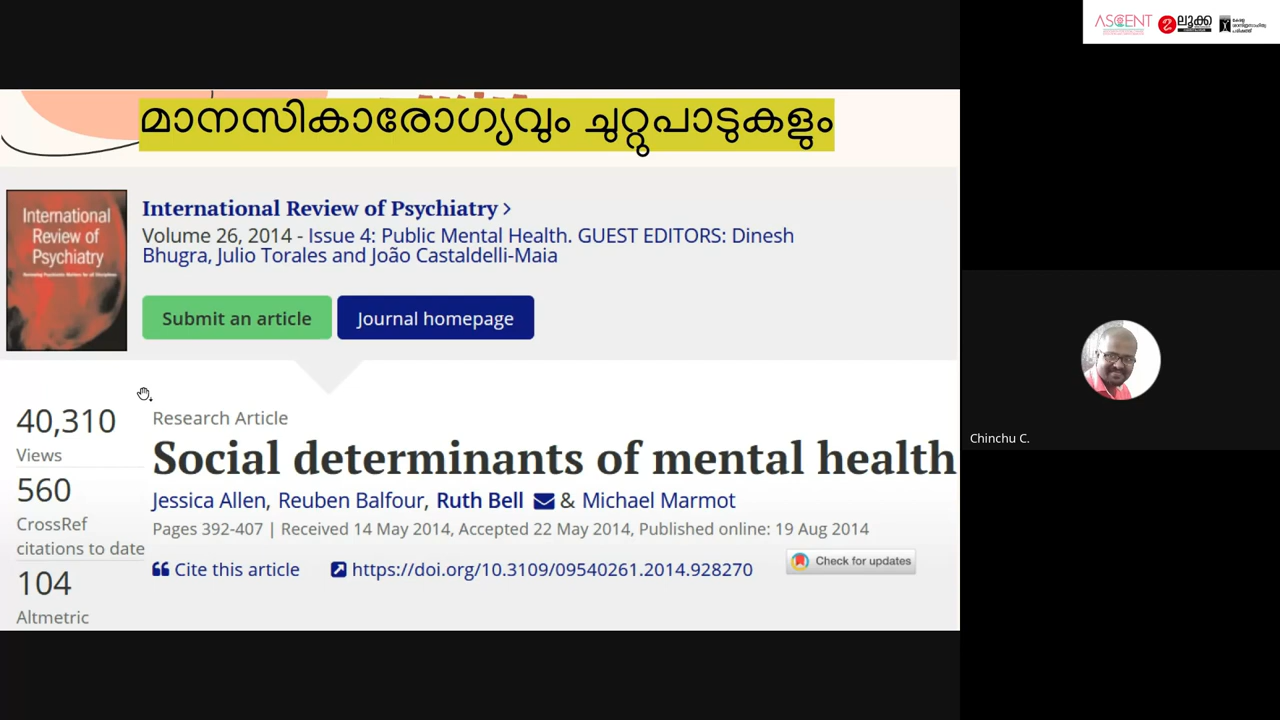 ASCENT
ലൂക്ക
മാനസികാരോഗ്യവും ചുറ്റുപാടുകളും
International
Review of
Psychiatry
International Review of Psychiatry >
Volume 26, 2014 - Issue 4: Public Mental Health. GUEST EDITORS: Dinesh
Bhugra, Julio Torales and João Castaldelli-Maia
Submit an article
Journal homepage
40,310
Views
560
CrossRef
citations to date
104
Altmetric
Research Article
Social determinants of mental health
Jessica Allen, Reuben Balfour, Ruth Bell & Michael Marmot
Pages 392-407 | Received 14 May 2014, Accepted 22 May 2014, Published online: 19 Aug 2014
Cite this article
https://doi.org/10.3109/09540261.2014.928270
Check for updates
Chinchu C.